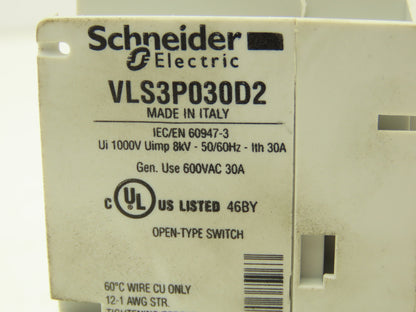 Schneider
Electric
VLS3P030D2
MADE IN ITALY
IEC/EN 60947-3
Ui 1000V Uimp 8kV - 50/60Hz - Ith 30A
Gen. Use 600VAC 30A
C UL US LISTED 46BY
OPEN-TYPE SWITCH
60°C WIRE CU ONLY
12-1 AWG STR.